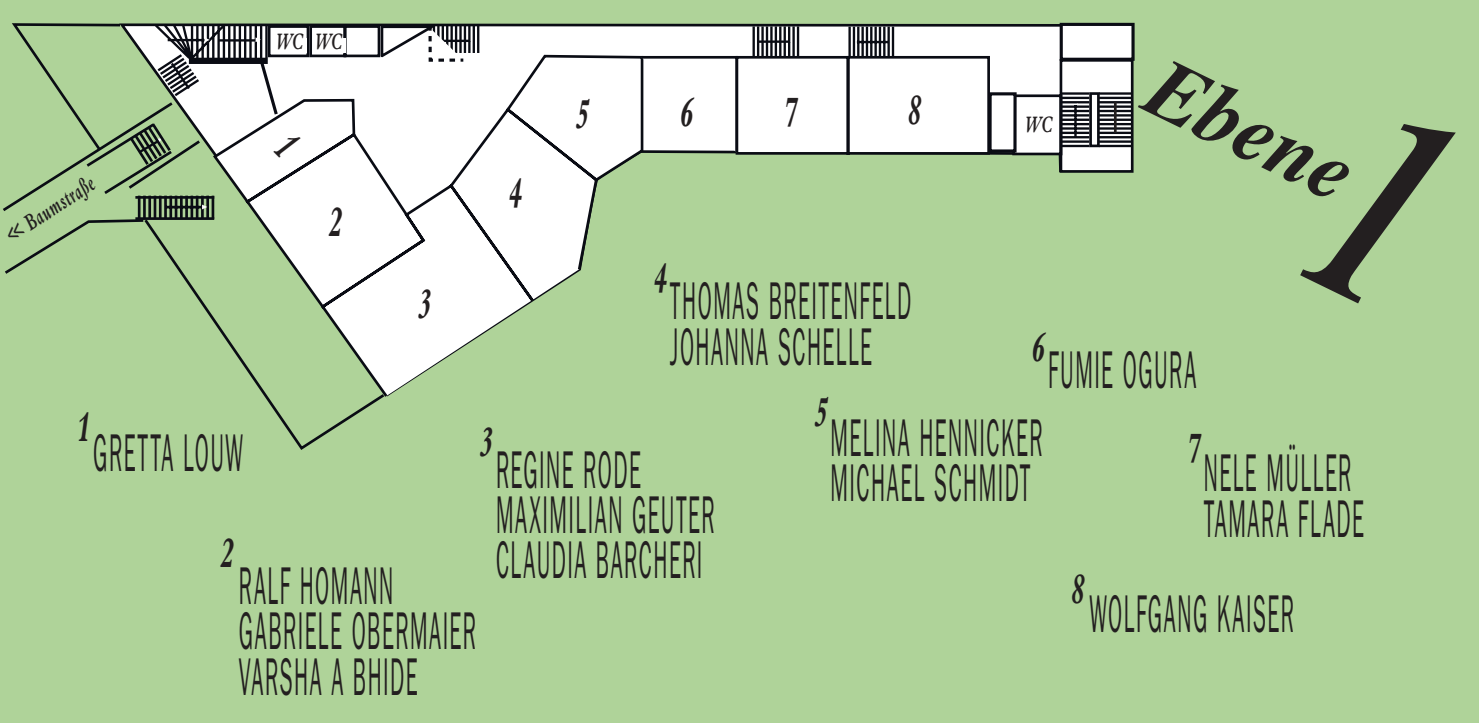 WC
WC
Ebene 1
1
2
3
4
5
6
7
8
WC
<< Baumstraße
1
GRETTA LOUW
2
RALF HOMANN
GABRIELE OBERMAIER
VARSHA A BHIDE
3
REGINE RODE
MAXIMILIAN GEUTER
CLAUDIA BARCHERI
4
THOMAS BREITENFELD
JOHANNA SCHELLE
5
MELINA HENNICKER
MICHAEL SCHMIDT
6
FUMIE OGURA
7
NELE MÜLLER
TAMARA FLADE
8
WOLFGANG KAISER